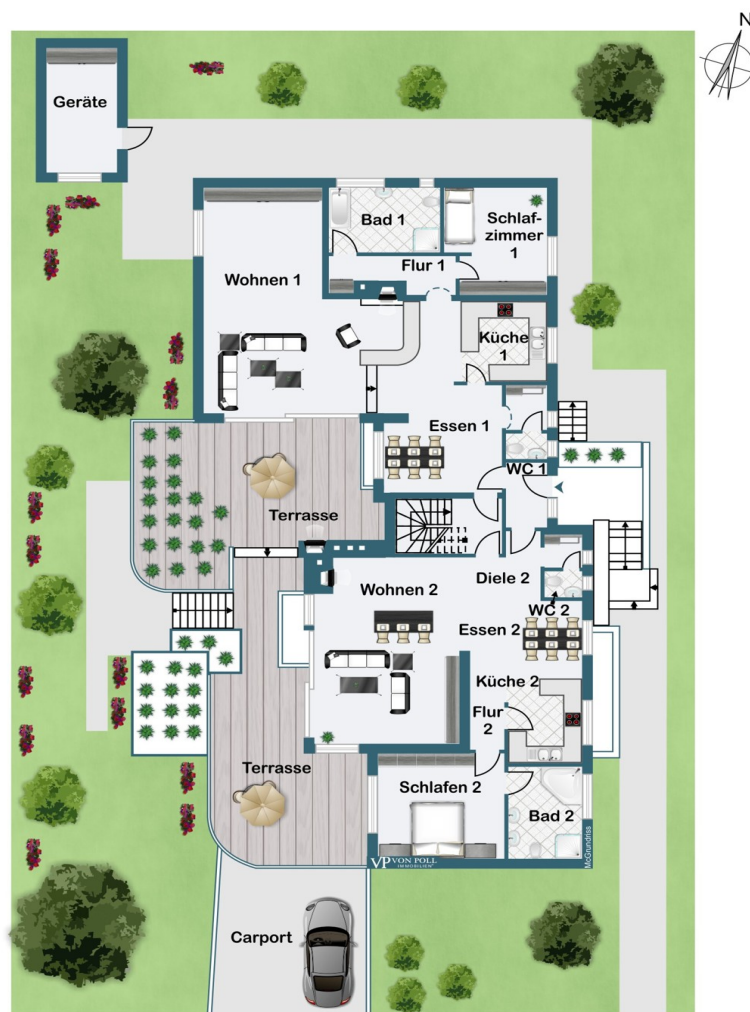 N
Geräte
Bad 1
Schlaf-
zimmer
1
Flur 1
Wohnen 1
Küche
1
Essen 1
WC 1
Terrasse
Wohnen 2
Diele 2
WC 2
Essen 2
Küche 2
Flur
2
Terrasse
Schlafen 2
Bad 2
VP VON POLL
IMMOBILIEN®
McGrundriss
Carport